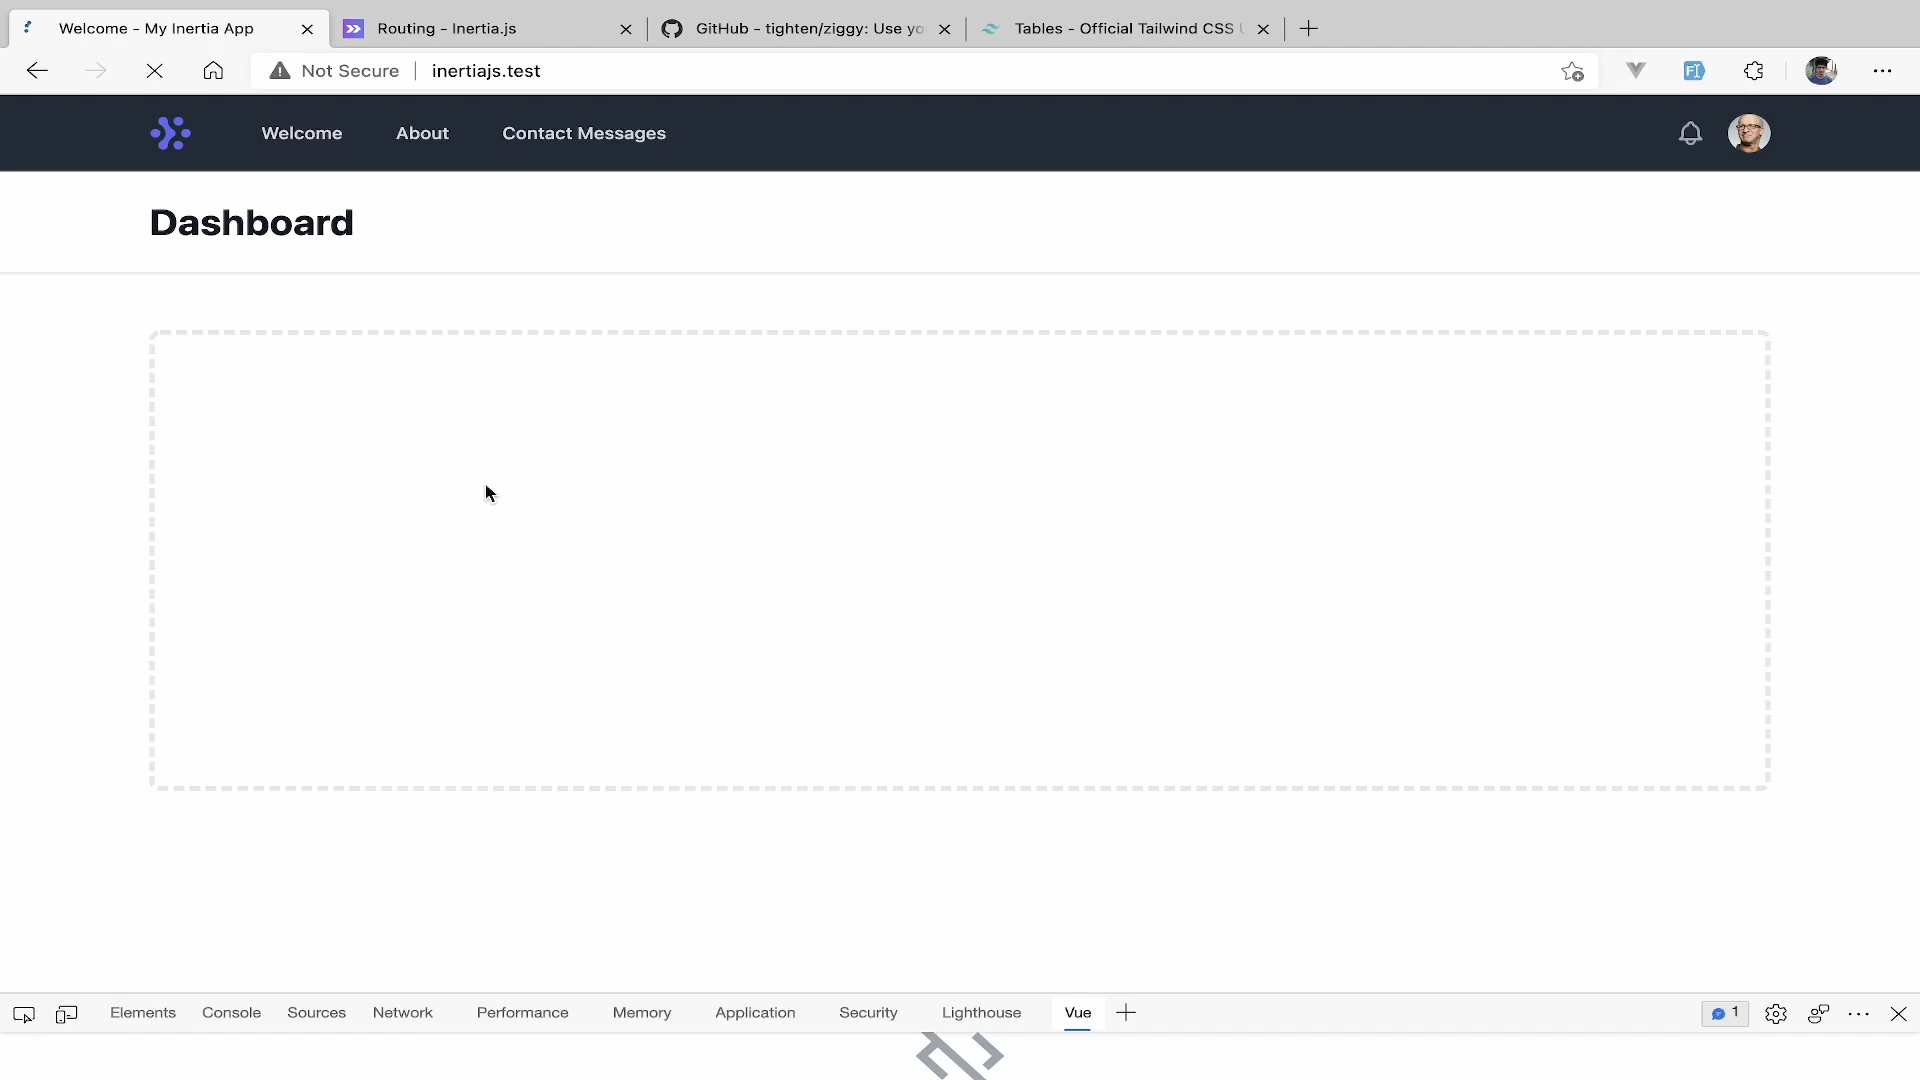 Welcome - My Inertia App
Routing - Inertia.js
GitHub - tighten/ziggy: Use yo
Tables - Official Tailwind CSS
Not Secure
inertiajs.test
Welcome
About
Contact Messages
Dashboard
Elements
Console
Sources
Network
Performance
Memory
Application
Security
Lighthouse
Vue
1